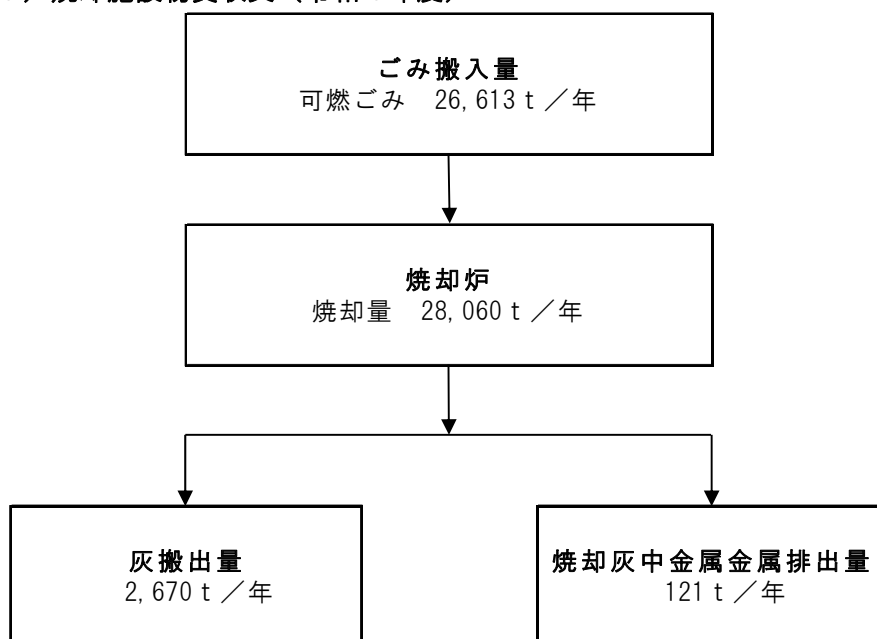 ごみ搬入量
可燃ごみ　26,613ｔ／年
焼却炉
焼却量　28,060ｔ／年
灰搬出量
2,670ｔ／年
焼却灰中金属金属排出量
121ｔ／年